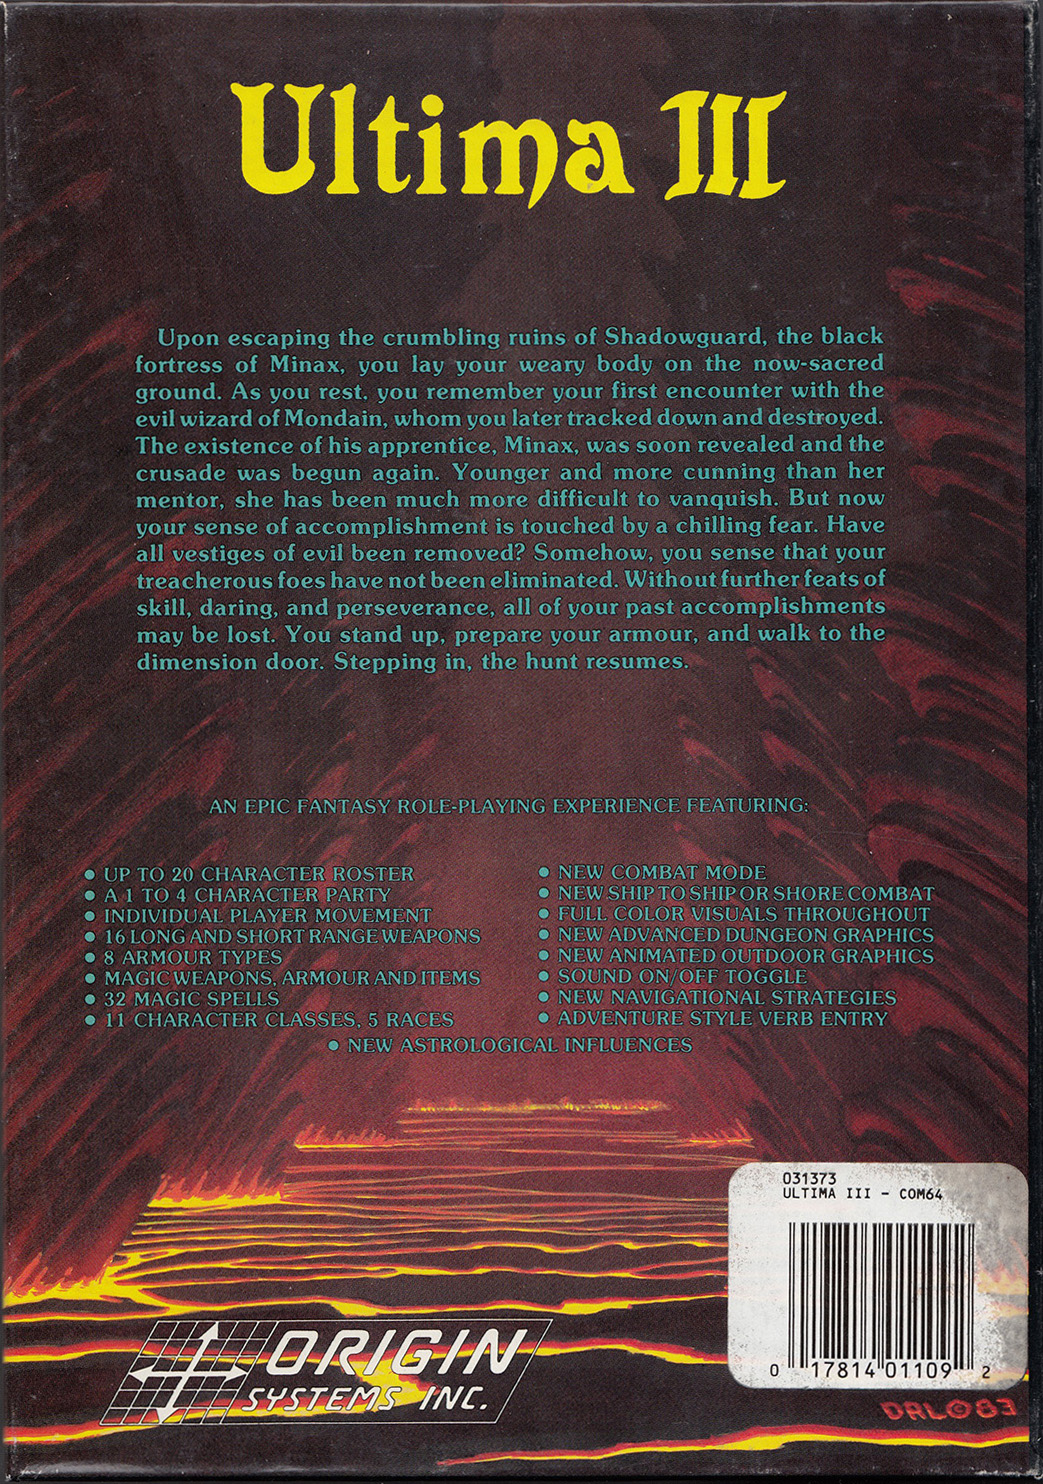 Ultima III
Upon escaping the crumbling ruins of Shadowguard, the black
fortress of Minax, you lay your weary body on the now-sacred
ground. As you rest, you remember your first encounter with the
evil wizard of Mondain, whom you later tracked down and destroyed.
The existence of his apprentice, Minax, was soon revealed and the
crusade was begun again. Younger and more cunning than her
mentor, she has been much more difficult to vanquish. But now
your sense of accomplishment is touched by a chilling fear. Have
all vestiges of evil been removed? Somehow, you sense that your
treacherous foes have not been eliminated. Without further feats of
skill, daring, and perseverance, all of your past accomplishments
may be lost. You stand up, prepare your armour, and walk to the
dimension door. Stepping in, the hunt resumes.
AN EPIC FANTASY ROLE-PLAYING EXPERIENCE FEATURING:
● UP TO 20 CHARACTER ROSTER
● A 1 TO 4 CHARACTER PARTY
● INDIVIDUAL PLAYER MOVEMENT
● 16 LONG AND SHORT RANGE WEAPONS
● 8 ARMOUR TYPES
● MAGIC WEAPONS, ARMOUR AND ITEMS
● 32 MAGIC SPELLS
● 11 CHARACTER CLASSES, 5 RACES
● NEW COMBAT MODE
● NEW SHIP TO SHIP OR SHORE COMBAT
● FULL COLOR VISUALS THROUGHOUT
● NEW ADVANCED DUNGEON GRAPHICS
● NEW ANIMATED OUTDOOR GRAPHICS
● SOUND ON/OFF TOGGLE
● NEW NAVIGATIONAL STRATEGIES
● ADVENTURE STYLE VERB ENTRY
● NEW ASTROLOGICAL INFLUENCES
031373
ULTIMA III - COM64
0 17814 01109 2
ORIGIN
SYSTEMS INC.
DRL©83